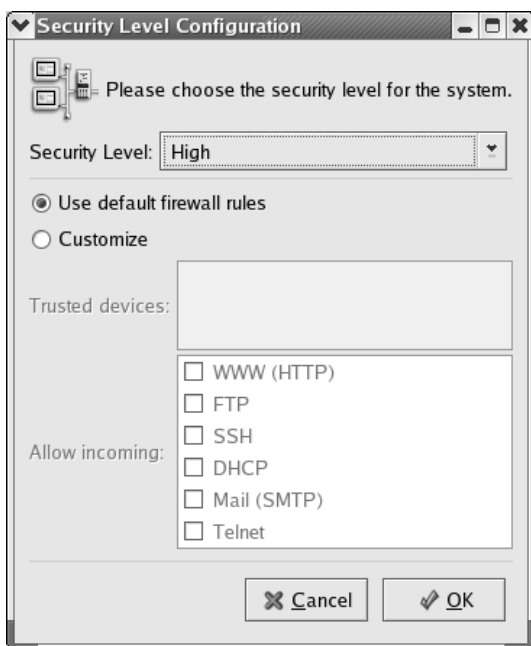 Security Level Configuration
Please choose the security level for the system.
Security Level: High
Use default firewall rules
Customize
Trusted devices:
Allow incoming:
WWW (HTTP)
FTP
SSH
DHCP
Mail (SMTP)
Telnet
Cancel OK